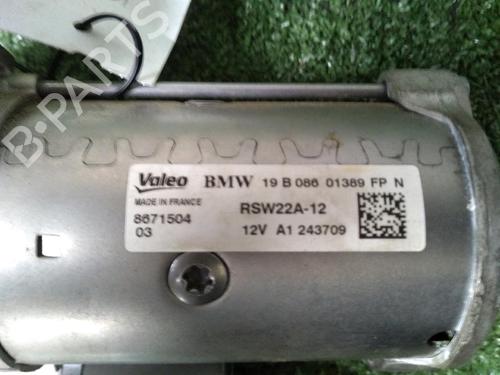 B-PARTS
Valeo BMW 19 B 086 01389 FP N
MADE IN FRANCE RSW22A-12
8671504
03 12V A1 243709